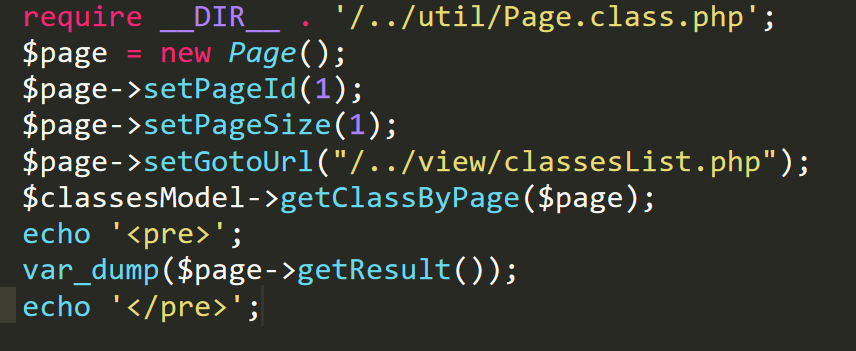 require __DIR__ . '/../util/Page.class.php';
$page = new Page();
$page->setPageId(1);
$page->setPageSize(1);
$page->setGotoUrl("/../view/classesList.php");
$classesModel->getClassByPage($page);
echo '<pre>';
var_dump($page->getResult());
echo '</pre>';